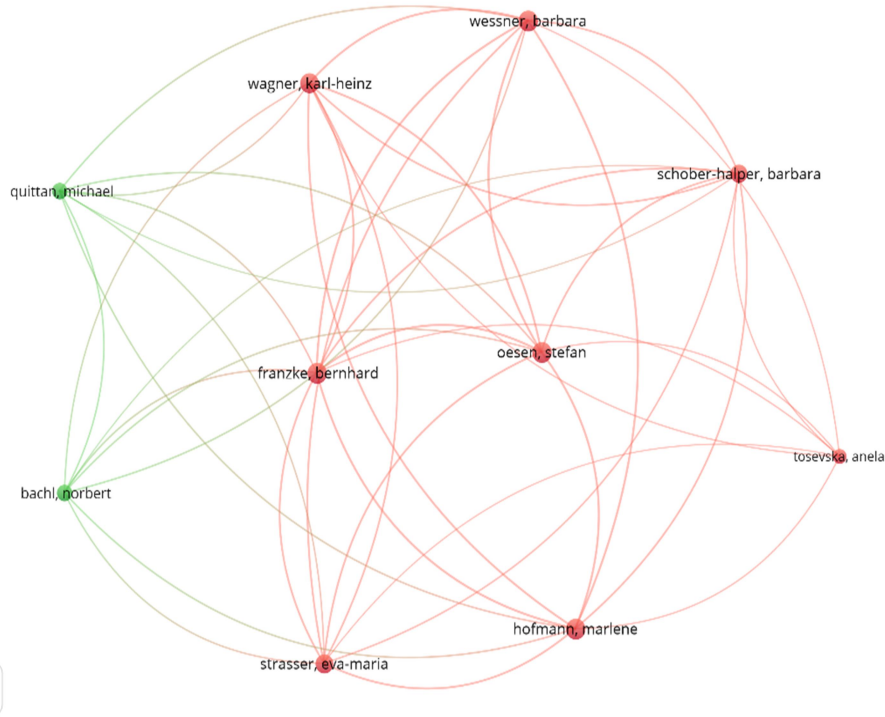 wessner, barbara
wagner, karl-heinz
schober-halper, barbara
quittan, michael
oesen, stefan
franzke, bernhard
tosevska, anela
bachl, norbert
hofmann, marlene
strasser, eva-maria